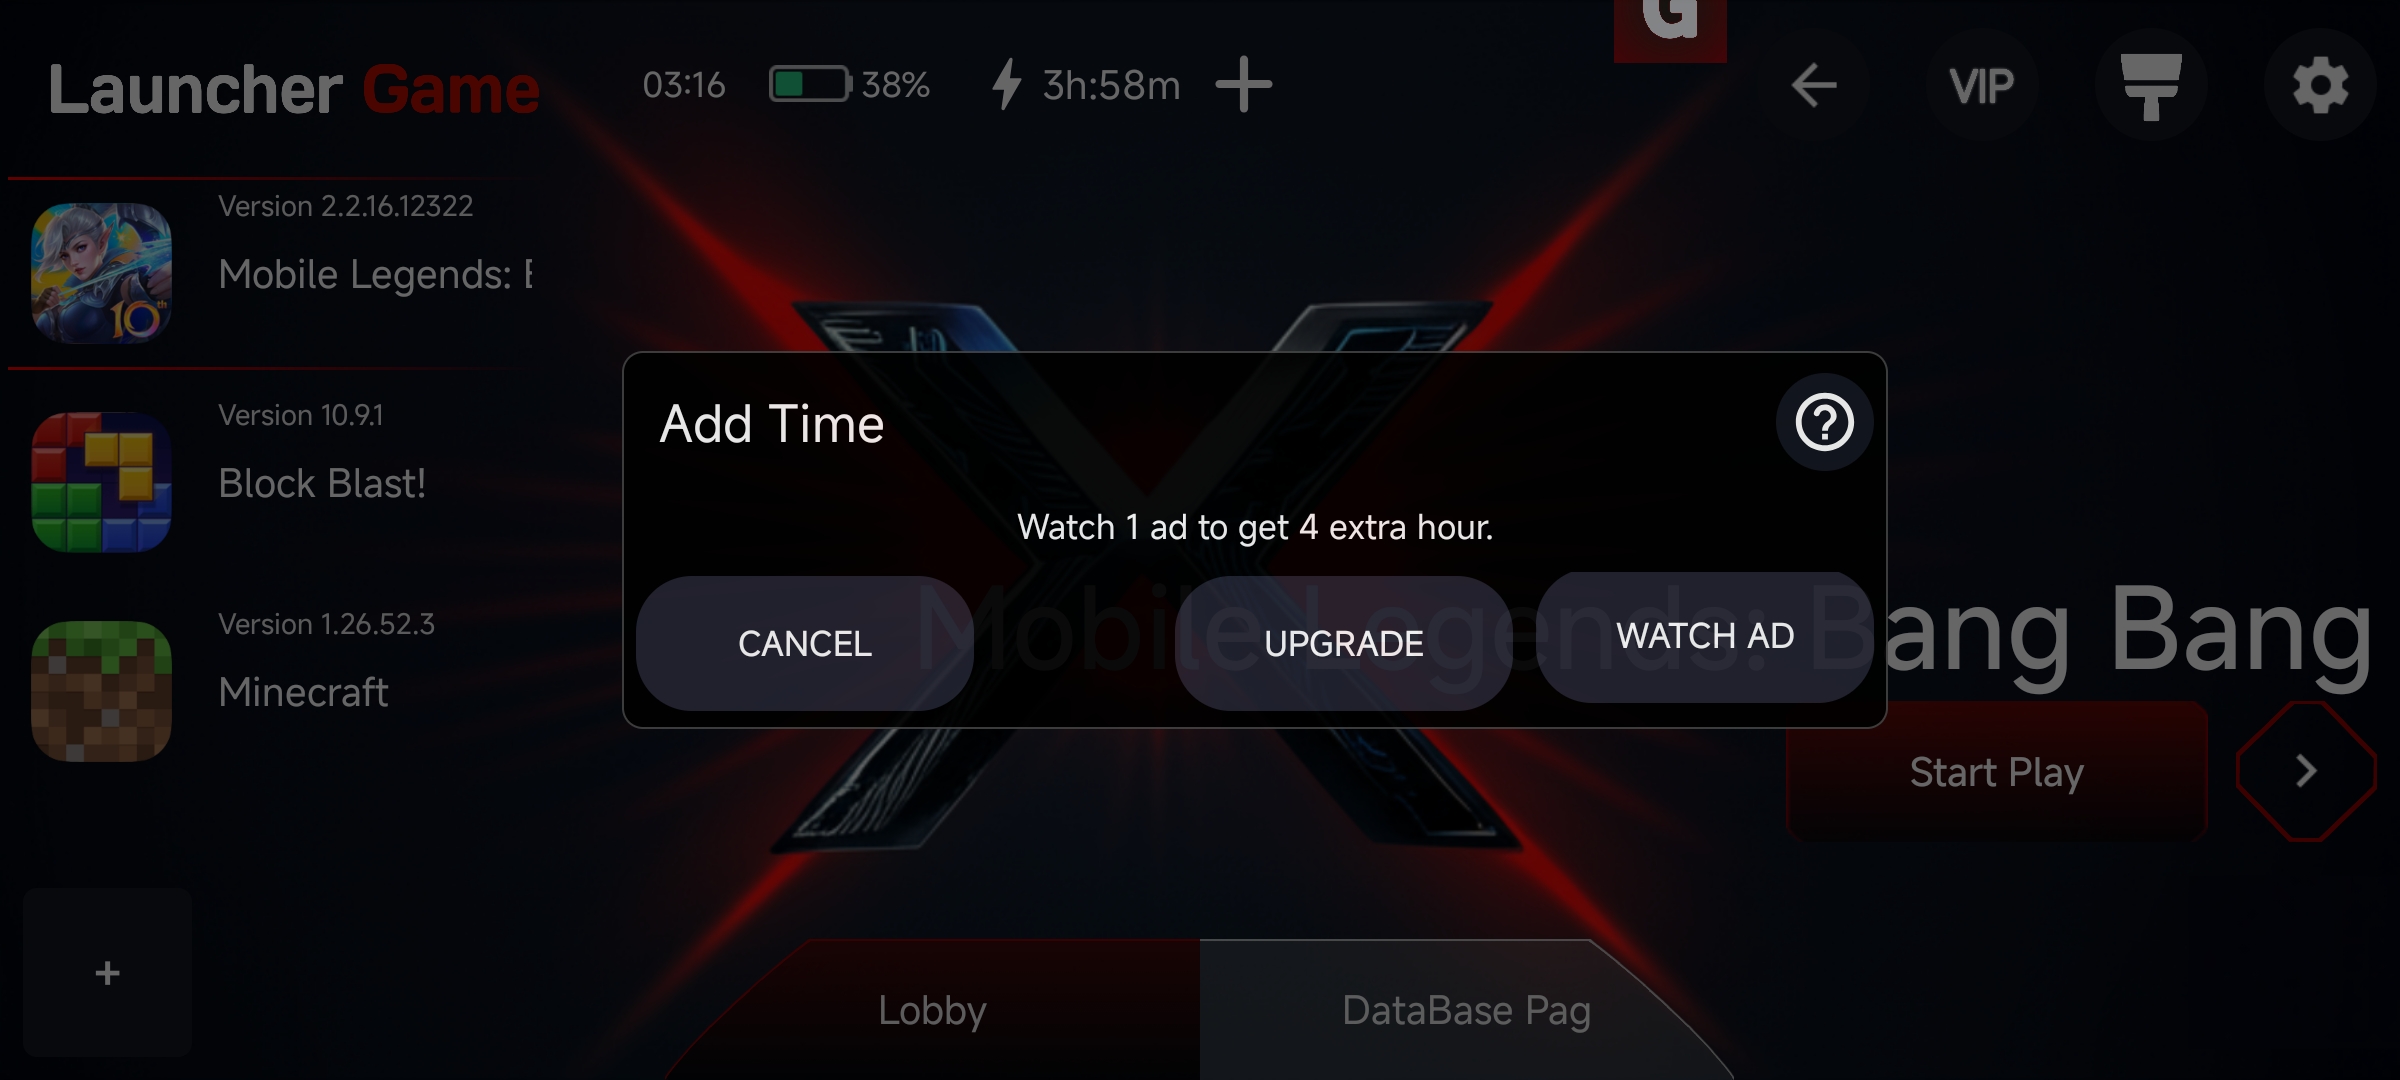 Launcher Game
03:16
38%
3h:58m
G
VIP
Version 2.2.16.12322
Mobile Legends:
10th
Version 10.9.1
Block Blast!
Version 1.26.52.3
Minecraft
Add Time
Watch 1 ad to get 4 extra hour.
CANCEL
UPGRADE
WATCH AD
Mobile Legends: Bang Bang
Start Play
+
Lobby
DataBase Pag